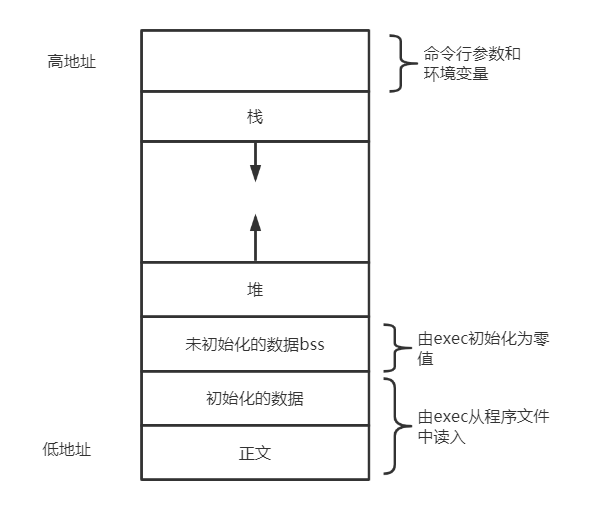 高地址
命令行参数和
环境变量
栈
堆
未初始化的数据bss
由exec初始化为零
值
初始化的数据
由exec从程序文件
中读入
低地址
正文